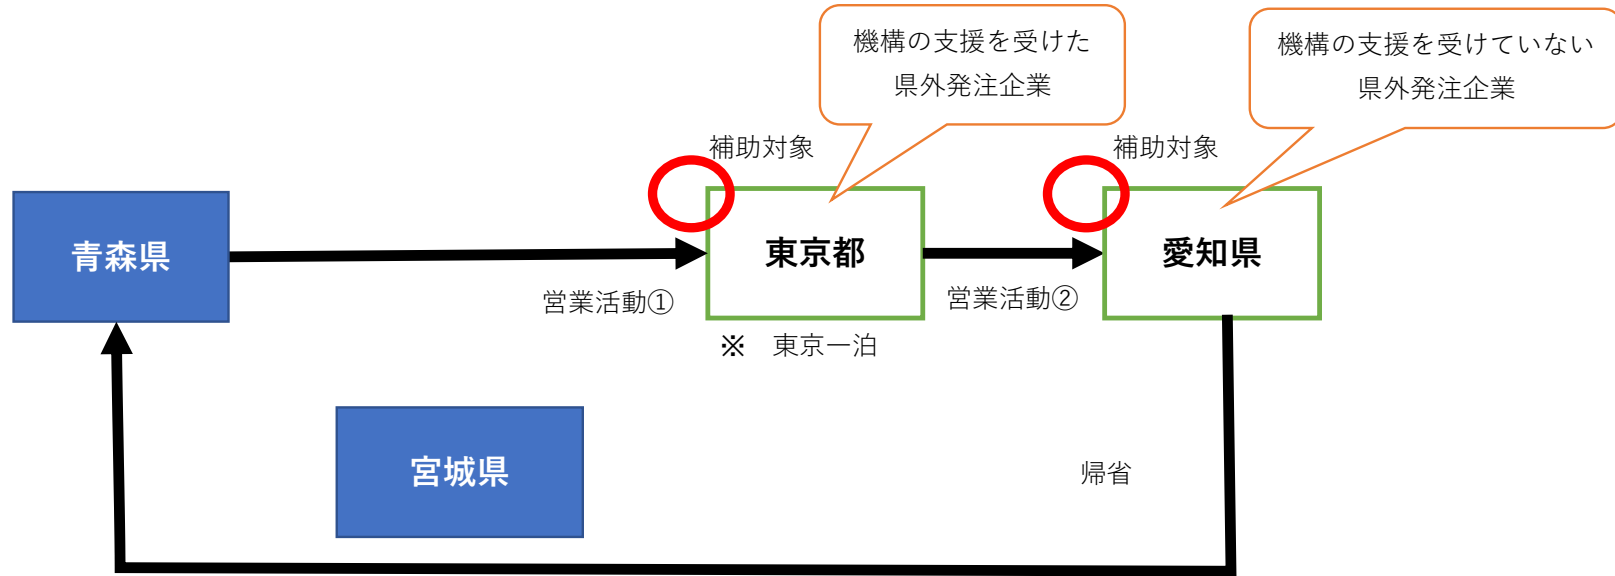 機構の支援を受けた
県外発注企業
機構の支援を受けていない
県外発注企業
補助対象
補助対象
青森県
東京都
愛知県
営業活動①
営業活動②
※　東京一泊
宮城県
帰省